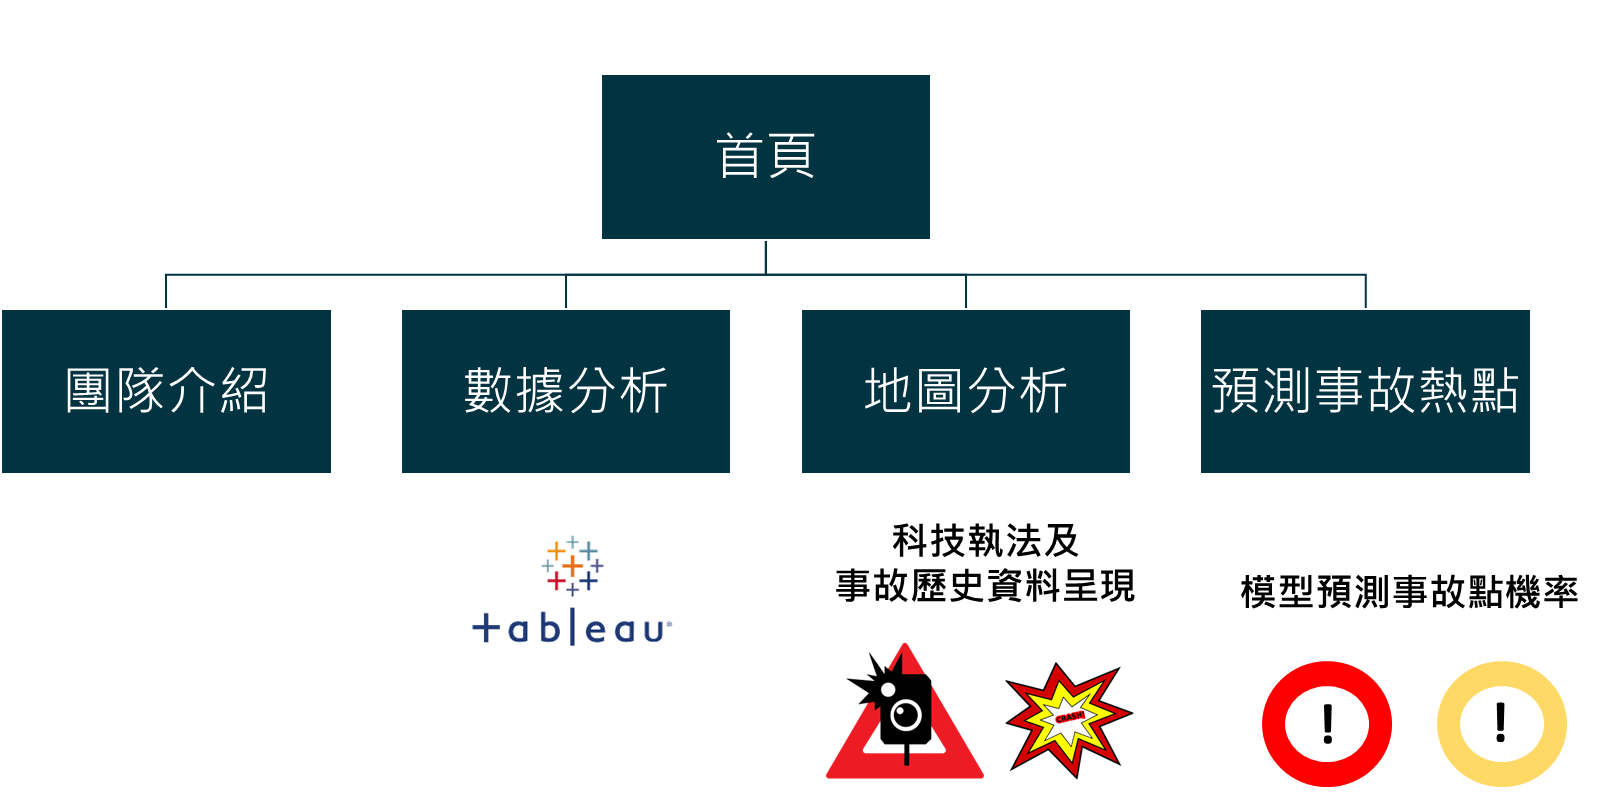 首頁
團隊介紹
數據分析
地圖分析
預測事故熱點
+ableau®
科技執法及
事故歷史資料呈現
模型預測事故點機率
CRASH!
!
!